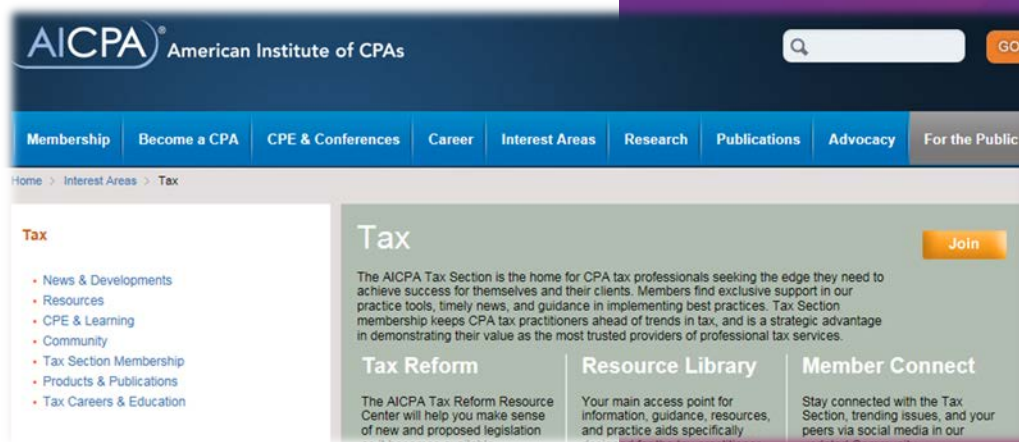 AICPA® American Institute of CPAs
GO
Membership Become a CPA CPE & Conferences Career Interest Areas Research Publications Advocacy For the Public
Home > Interest Areas > Tax
Tax
• News & Developments
• Resources
• CPE & Learning
• Community
• Tax Section Membership
• Products & Publications
• Tax Careers & Education
Tax
Join
The AICPA Tax Section is the home for CPA tax professionals seeking the edge they need to
achieve success for themselves and their clients. Members find exclusive support in our
practice tools, timely news, and guidance in implementing best practices. Tax Section
membership keeps CPA tax practitioners ahead of trends in tax, and is a strategic advantage
in demonstrating their value as the most trusted providers of professional tax services.
Tax Reform
The AICPA Tax Reform Resource
Center will help you make sense
of new and proposed legislation
Resource Library
Your main access point for
information, guidance, resources,
and practice aids specifically
Member Connect
Stay connected with the Tax
Section, trending issues, and your
peers via social media in our